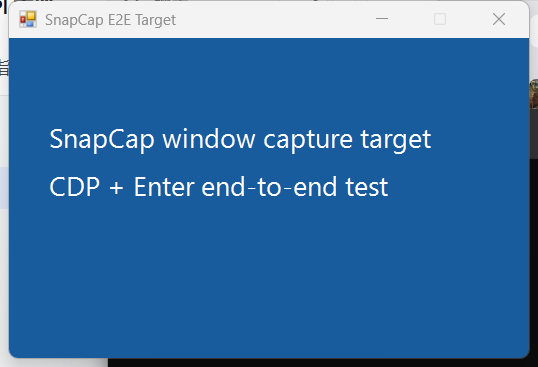 SnapCap E2E Target
SnapCap window capture target
CDP + Enter end-to-end test